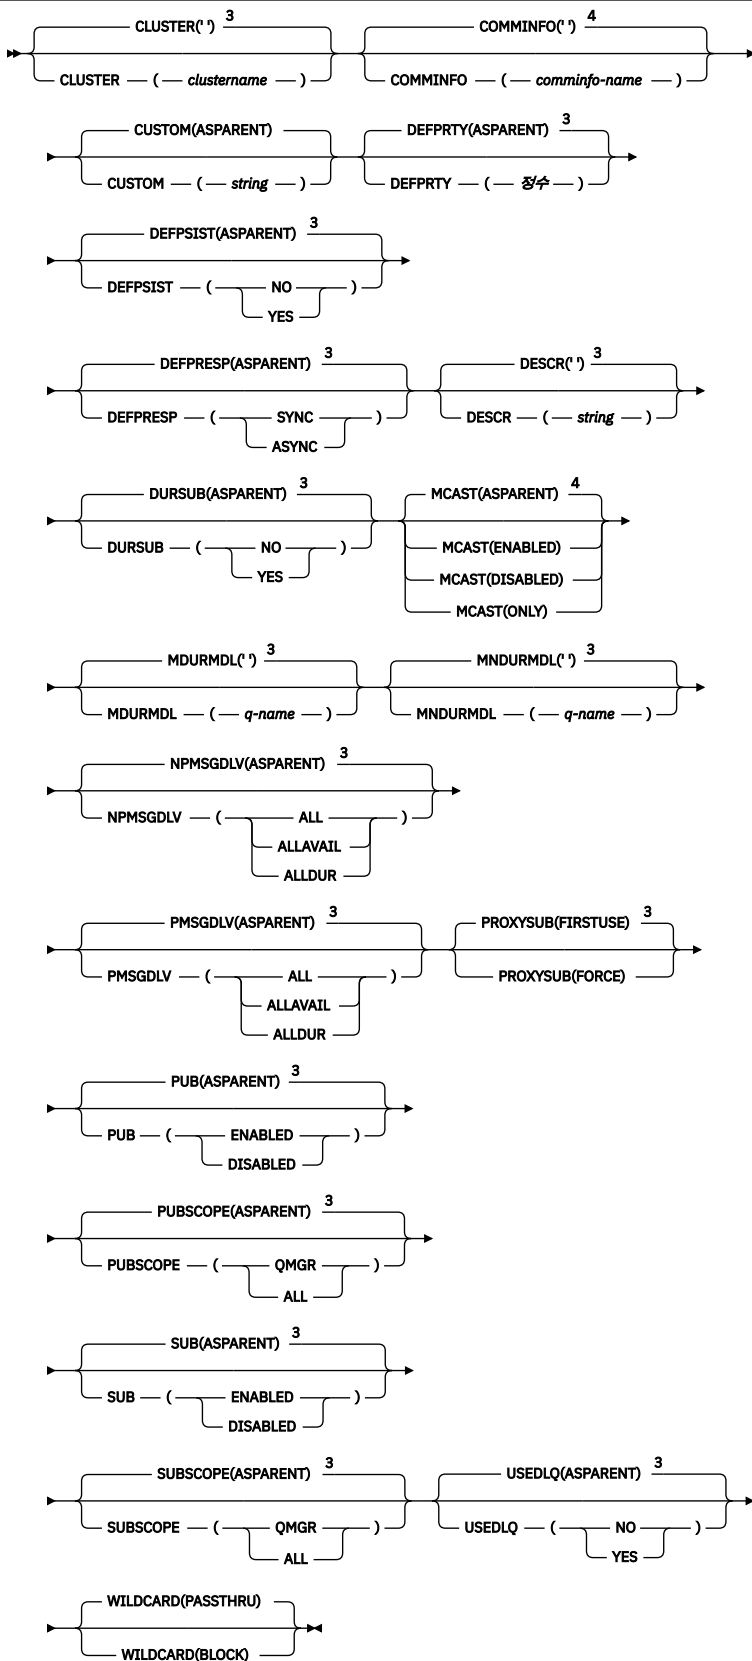 CLUSTER(' ') 3 COMMINFO(' ') 4
CLUSTER ( clustername ) COMMINFO ( comminfo-name )
CUSTOM(ASPARENT) DEFPRTY(ASPARENT) 3
CUSTOM ( string ) DEFPRTY ( 정수 )
DEFPSIST(ASPARENT) 3
DEFPSIST ( NO )
YES
DEFPRESP(ASPARENT) 3 DESCR(' ') 3
DEFPRESP ( SYNC ) DESCR ( string )
ASYNC
DURSUB(ASPARENT) 3 MCAST(ASPARENT) 4
DURSUB ( NO ) MCAST(ENABLED)
YES MCAST(DISABLED)
MCAST(ONLY)
MDURMDL(' ') 3 MNDURMDL(' ') 3
MDURMDL ( q-name ) MNDURMDL ( q-name )
NPMSGDLV(ASPARENT) 3
NPMSGDLV ( ALL )
ALLAVAIL
ALLDUR
PMSGDLV(ASPARENT) 3 PROXYSUB(FIRSTUSE) 3
PMSGDLV ( ALL ) PROXYSUB(FORCE)
ALLAVAIL
ALLDUR
PUB(ASPARENT) 3
PUB ( ENABLED )
DISABLED
PUBSCOPE(ASPARENT) 3
PUBSCOPE ( QMGR )
ALL
SUB(ASPARENT) 3
SUB ( ENABLED )
DISABLED
SUBSCOPE(ASPARENT) 3 USEDLQ(ASPARENT) 3
SUBSCOPE ( QMGR ) USEDLQ ( NO )
ALL YES
WILDCARD(PASSTHRU)
WILDCARD(BLOCK)